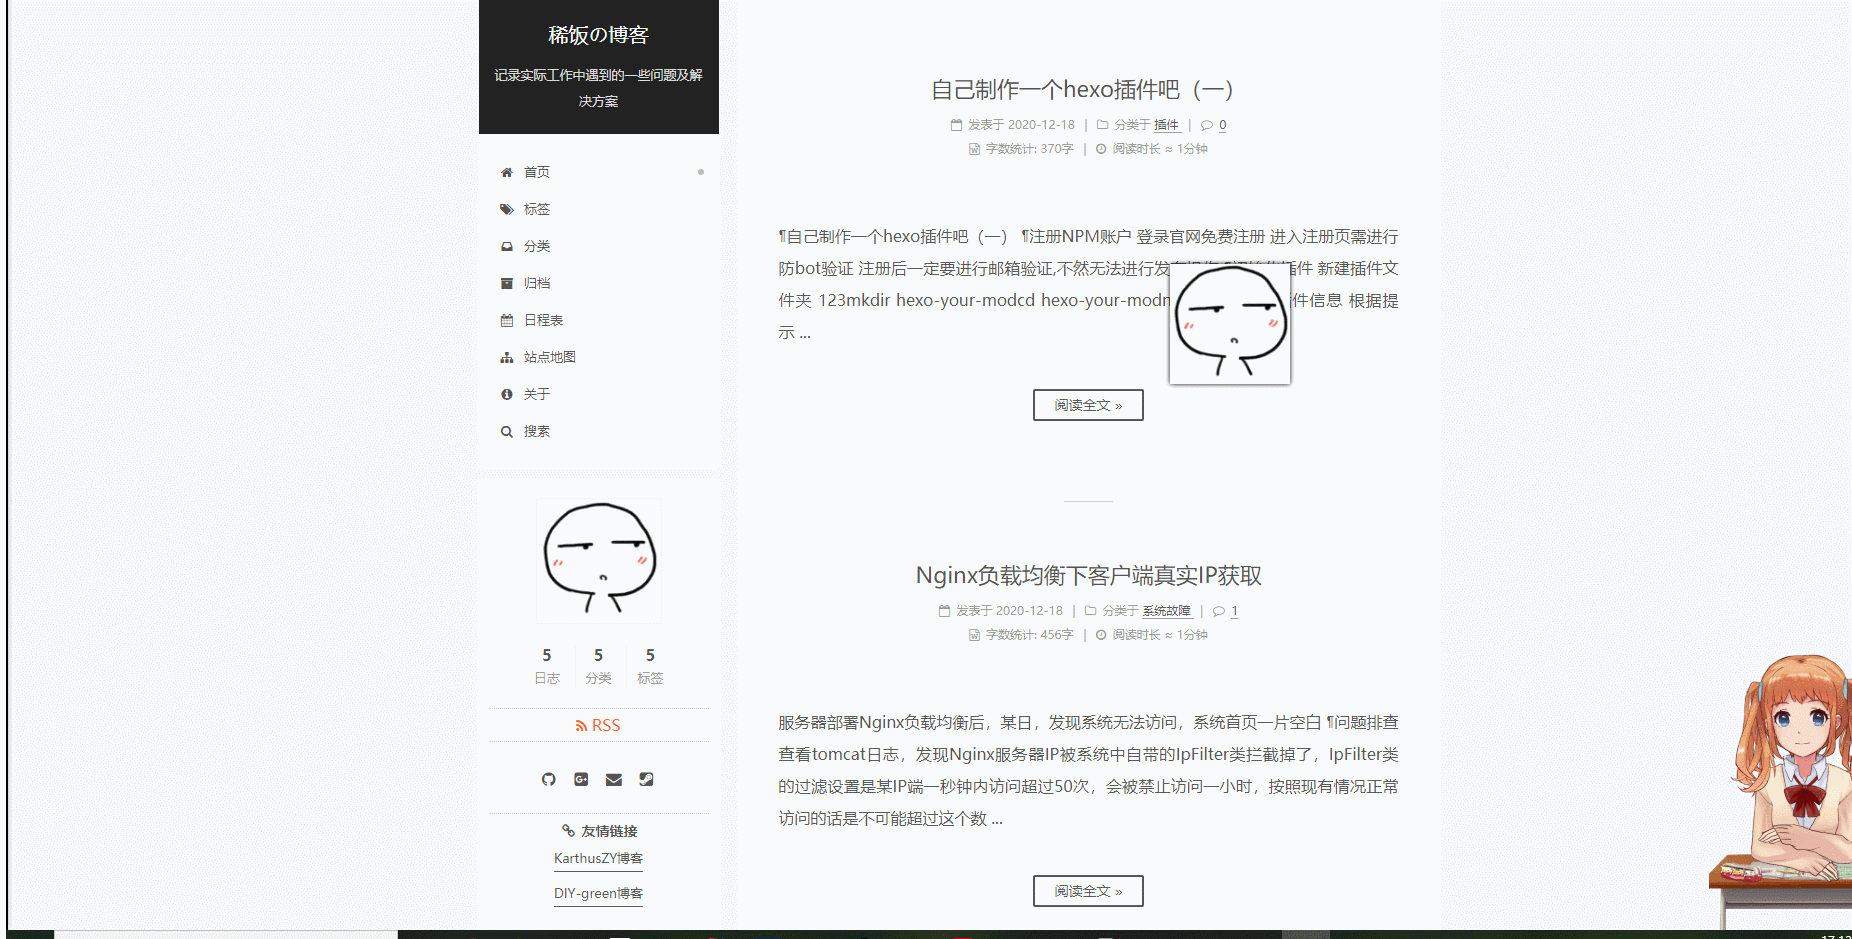 稀饭の博客
记录实际工作中遇到的一些问题及解
决方案
首页
标签
分类
归档
日程表
站点地图
关于
搜索
5 5 5
日志 分类 标签
RSS
友情链接
KarthusZY博客
DIY-green博客
自己制作一个hexo插件吧（一）
发表于 2020-12-18 | 分类于 插件 | 0
字数统计: 370字 | 阅读时长 ≈ 1分钟
¶自己制作一个hexo插件吧（一） ¶注册NPM账户 登录官网免费注册 进入注册页需进行
防bot验证 注册后一定要进行邮箱验证,不然无法进行发 插件 新建插件文
件夹 123mkdir hexo-your-modcd hexo-your-mod 件信息 根据提
示 ...
阅读全文 »
Nginx负载均衡下客户端真实IP获取
发表于 2020-12-18 | 分类于 系统故障 | 1
字数统计: 456字 | 阅读时长 ≈ 1分钟
服务器部署Nginx负载均衡后，某日，发现系统无法访问，系统首页一片空白 ¶问题排查
查看tomcat日志，发现Nginx服务器IP被系统中自带的IpFilter类拦截掉了，IpFilter类
的过滤设置是某IP端一秒钟内访问超过50次，会被禁止访问一小时，按照现有情况正常
访问的话是不可能超过这个数 ...
阅读全文 »